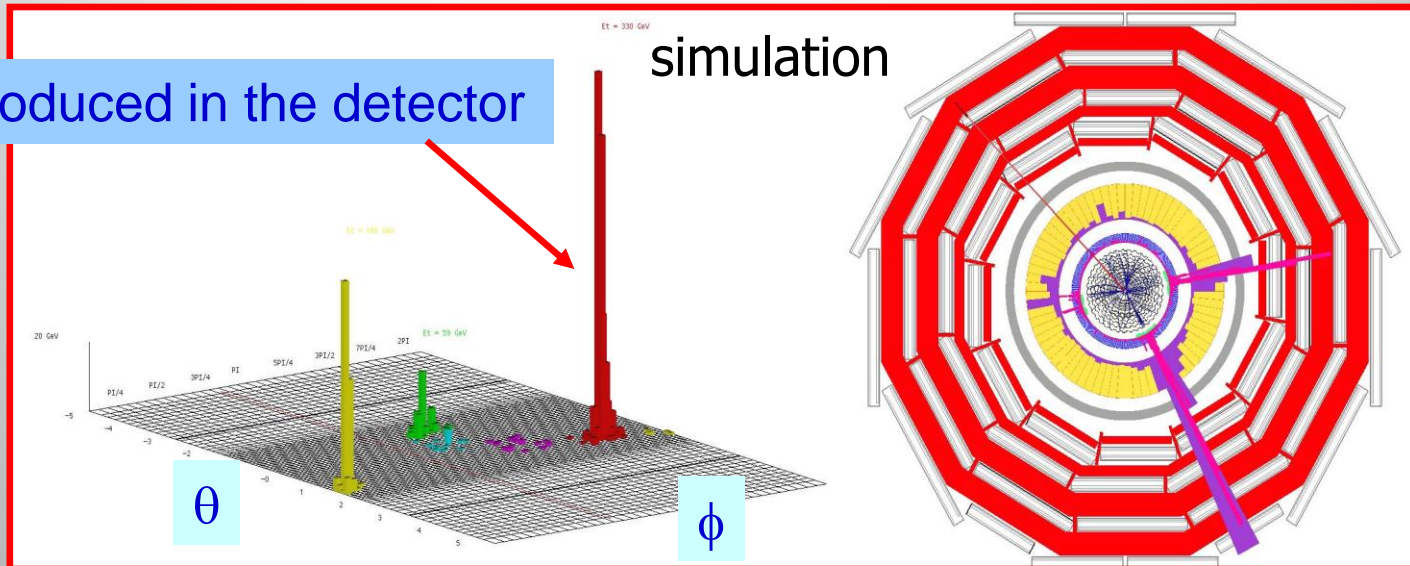 Et = 330 GeV
simulation
oduced in the detector
20 GeV
Et = 59 GeV
PI/4
PI/2
3PI/4
PI
5PI/4
3PI/2
7PI/4
2PI
-5
-4
-3
-2
-0
1
2
3
4
5
θ
ϕ